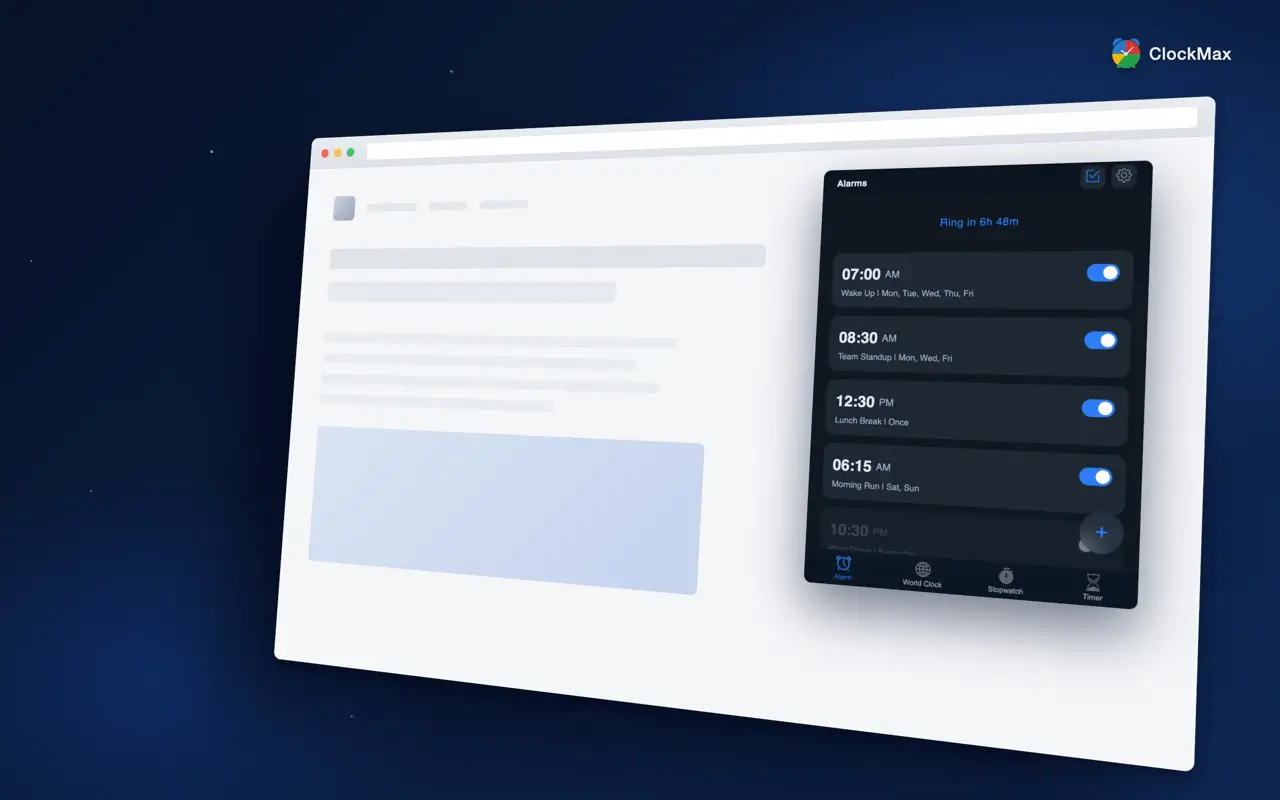 ClockMax
Alarms
Ring in 6h 48m
07:00 AM
Wake Up | Mon, Tue, Wed, Thu, Fri
08:30 AM
Team Standup | Mon, Wed, Fri
12:30 PM
Lunch Break | Once
06:15 AM
Morning Run | Sat, Sun
10:30 PM
Alarm
World Clock
Stopwatch
Timer